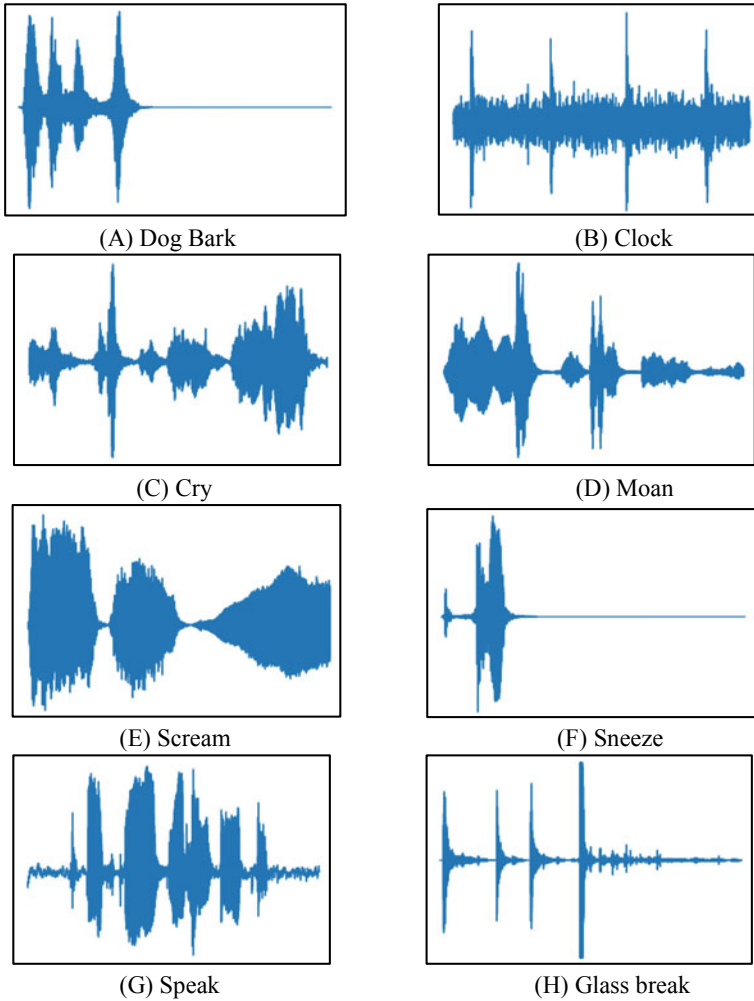 (A) Dog Bark
(B) Clock
(C) Cry
(D) Moan
(E) Scream
(F) Sneeze
(G) Speak
(H) Glass break